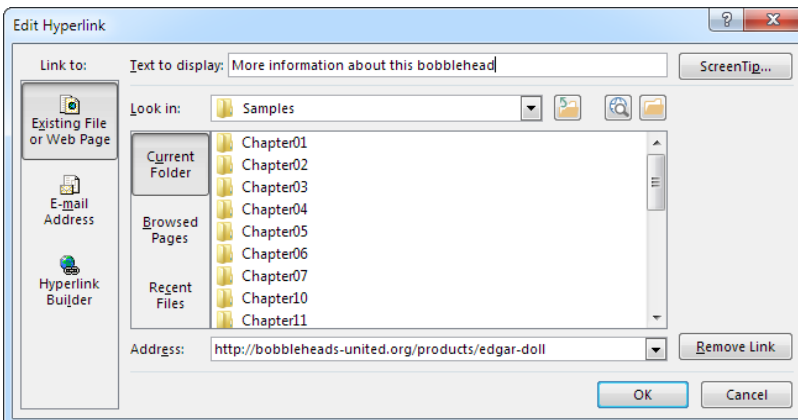 Edit Hyperlink
Link to:
Text to display: More information about this bobblehead
ScreenTip...
Existing File
or Web Page
E-mail
Address
Hyperlink
Builder
Look in: Samples
Current
Folder
Browsed
Pages
Recent
Files
Chapter01
Chapter02
Chapter03
Chapter04
Chapter05
Chapter06
Chapter07
Chapter10
Chapter11
Address: http://bobbleheads-united.org/products/edgar-doll
Remove Link
OK
Cancel